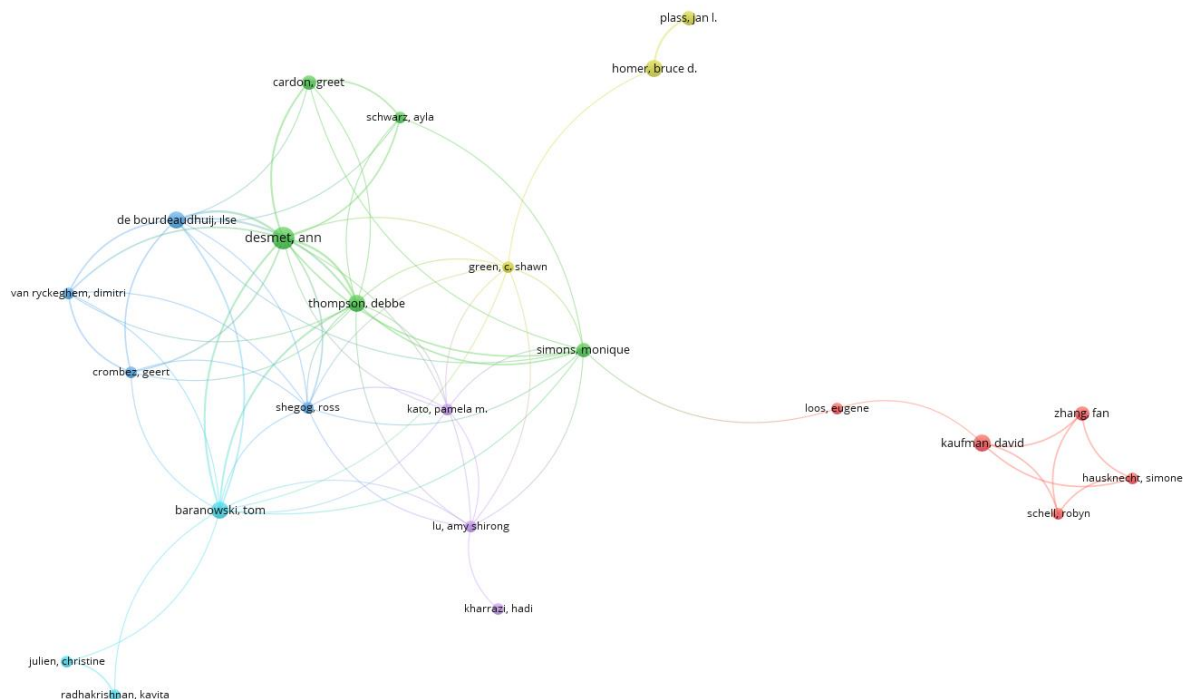 plass, jan l.
homer, bruce d.
cardon, greet
schwarz, ayla
de bourdeaudhuij, ilse
desmet, ann
green, c. shawn
van ryckeghem, dimitri
thompson, debbe
simons, monique
crombez, geert
shegog, ross
kato, pamela m.
loos, eugene
zhang, fan
kaufman, david
hausknecht, simone
baranowski, tom
schell, robyn
lu, amy shirong
kharrazi, hadi
julien, christine
radhakrishnan, kavita